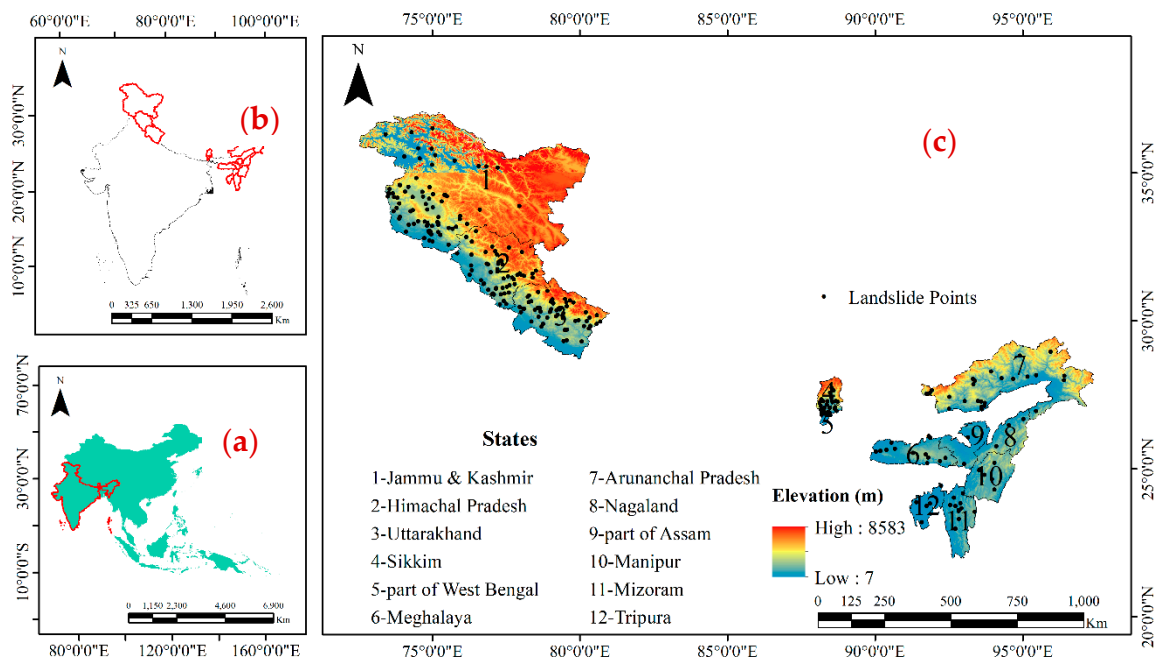 60°0'0"E 80°0'0"E 100°0'0"E
N
(b)
30°0'0"N
20°0'0"N
10°0'0"N
0 325 650 1,300 1,950 2,600
Km
N
(a)
70°0'0"N
50°0'0"N
30°0'0"N
10°0'0"N
10°0'0"S
0 1,150 2,300 4,600 6,900
Km
80°0'0"E 120°0'0"E 160°0'0"E
75°0'0"E 80°0'0"E 90°0'0"E 95°0'0"E
N
(c)
35°0'0"N
30°0'0"N
25°0'0"N
20°0'0"N
1
2
3
4
5
6
7
8
9
10
11
12
Landslide Points
States
1-Jammu & Kashmir
2-Himachal Pradesh
3-Uttarakhand
4-Sikkim
5-part of West Bengal
6-Meghalaya
7-Arunanchal Pradesh
8-Nagaland
9-part of Assam
10-Manipur
11-Mizoram
12-Tripura
Elevation (m)
High : 8583
Low : 7
0 125 250 500 750 1,000
Km
75°0'0"E 80°0'0"E 85°0'0"E 90°0'0"E 95°0'0"E